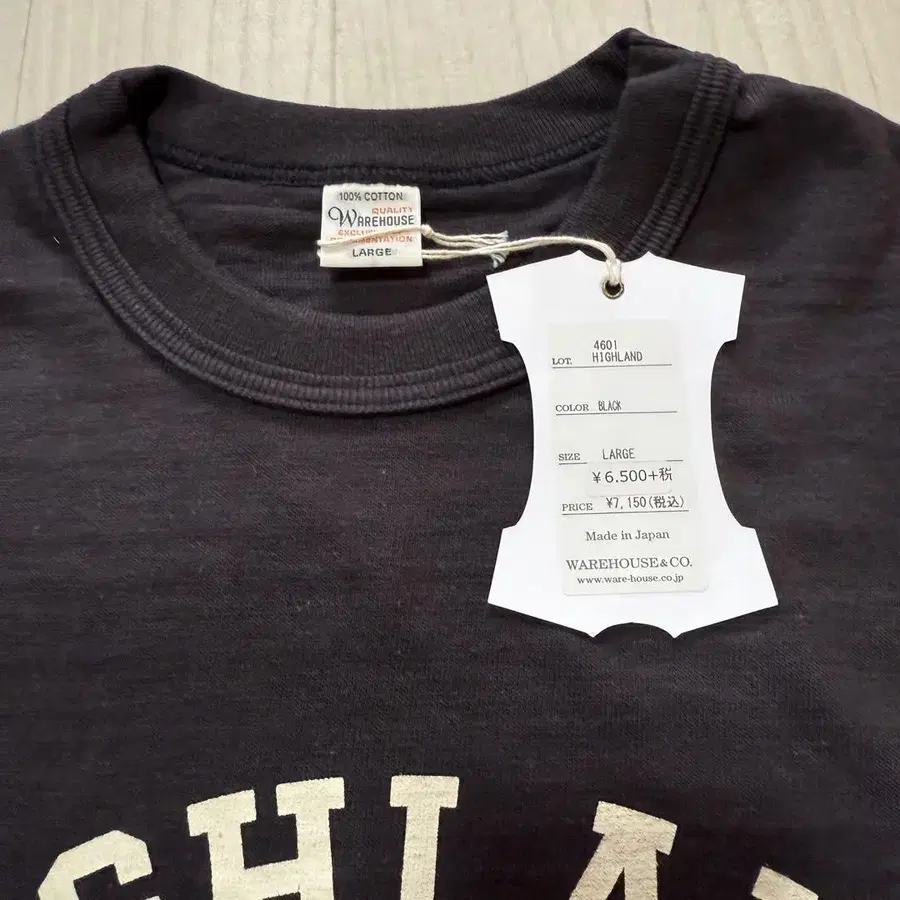 100% COTTON
QUALITY
WAREHOUSE
LARGE
4601
LOT. HIGHLAND
COLOR BLACK
SIZE LARGE
¥6.500+税
PRICE ¥7,150(税込)
Made in Japan
WAREHOUSE&CO.
www.ware-house.co.jp
GHLA